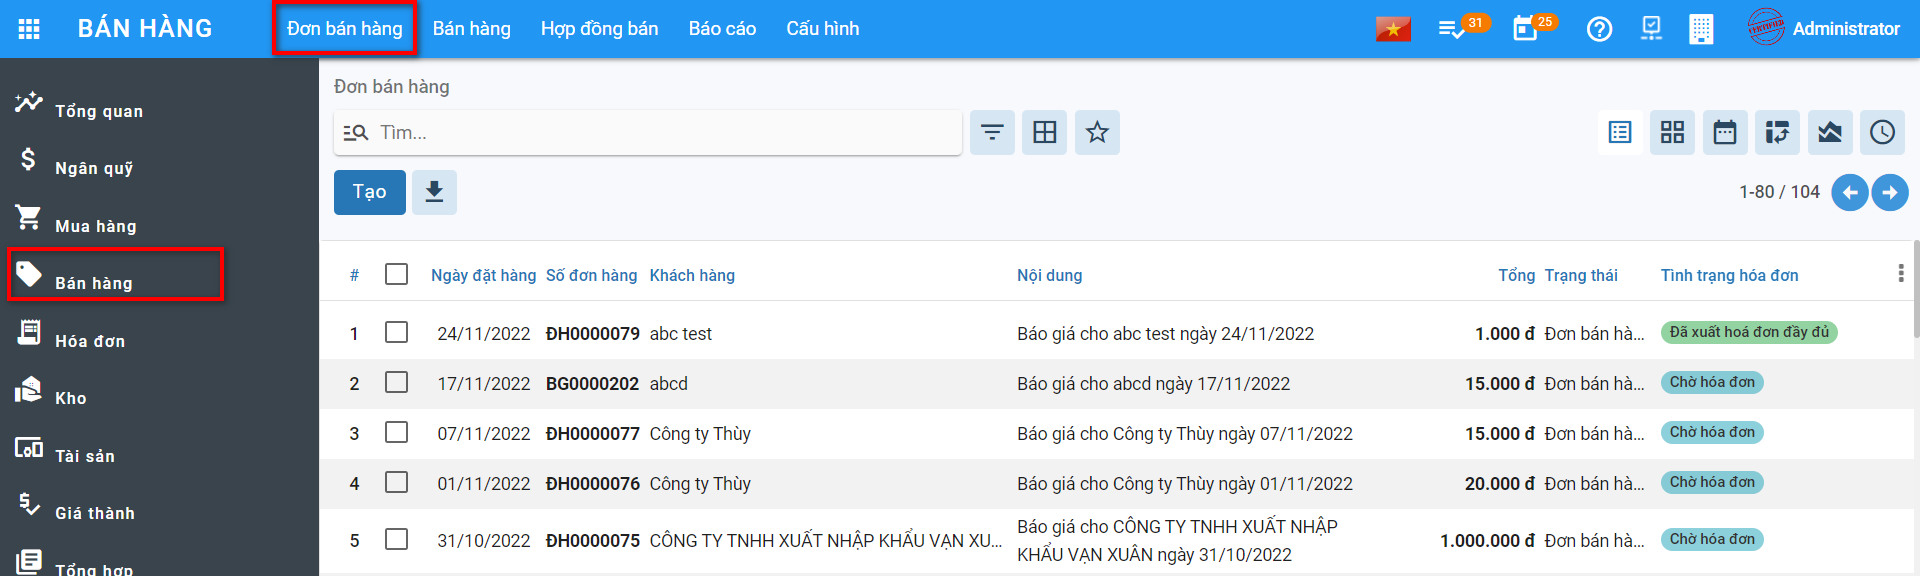 BÁN HÀNG Đơn bán hàng Bán hàng Hợp đồng bán Báo cáo Cấu hình 31 25 CERTIFIED Administrator
Tổng quan
Ngân quỹ
Mua hàng
Bán hàng
Hóa đơn
Kho
Tài sản
Giá thành
Tổng hợp
Đơn bán hàng
Tìm...
Tạo
1-80 / 104
# Ngày đặt hàng Số đơn hàng Khách hàng Nội dung Tổng Trạng thái Tình trạng hóa đơn
1 24/11/2022 ĐH0000079 abc test Báo giá cho abc test ngày 24/11/2022 1.000 đ Đơn bán hà... Đã xuất hoá đơn đầy đủ
2 17/11/2022 BG0000202 abcd Báo giá cho abcd ngày 17/11/2022 15.000 đ Đơn bán hà... Chờ hóa đơn
3 07/11/2022 ĐH0000077 Công ty Thùy Báo giá cho Công ty Thùy ngày 07/11/2022 15.000 đ Đơn bán hà... Chờ hóa đơn
4 01/11/2022 ĐH0000076 Công ty Thùy Báo giá cho Công ty Thùy ngày 01/11/2022 20.000 đ Đơn bán hà... Chờ hóa đơn
5 31/10/2022 ĐH0000075 CÔNG TY TNHH XUẤT NHẬP KHẨU VẠN XU... Báo giá cho CÔNG TY TNHH XUẤT NHẬP
KHẨU VẠN XUÂN ngày 31/10/2022 1.000.000 đ Đơn bán hà... Chờ hóa đơn